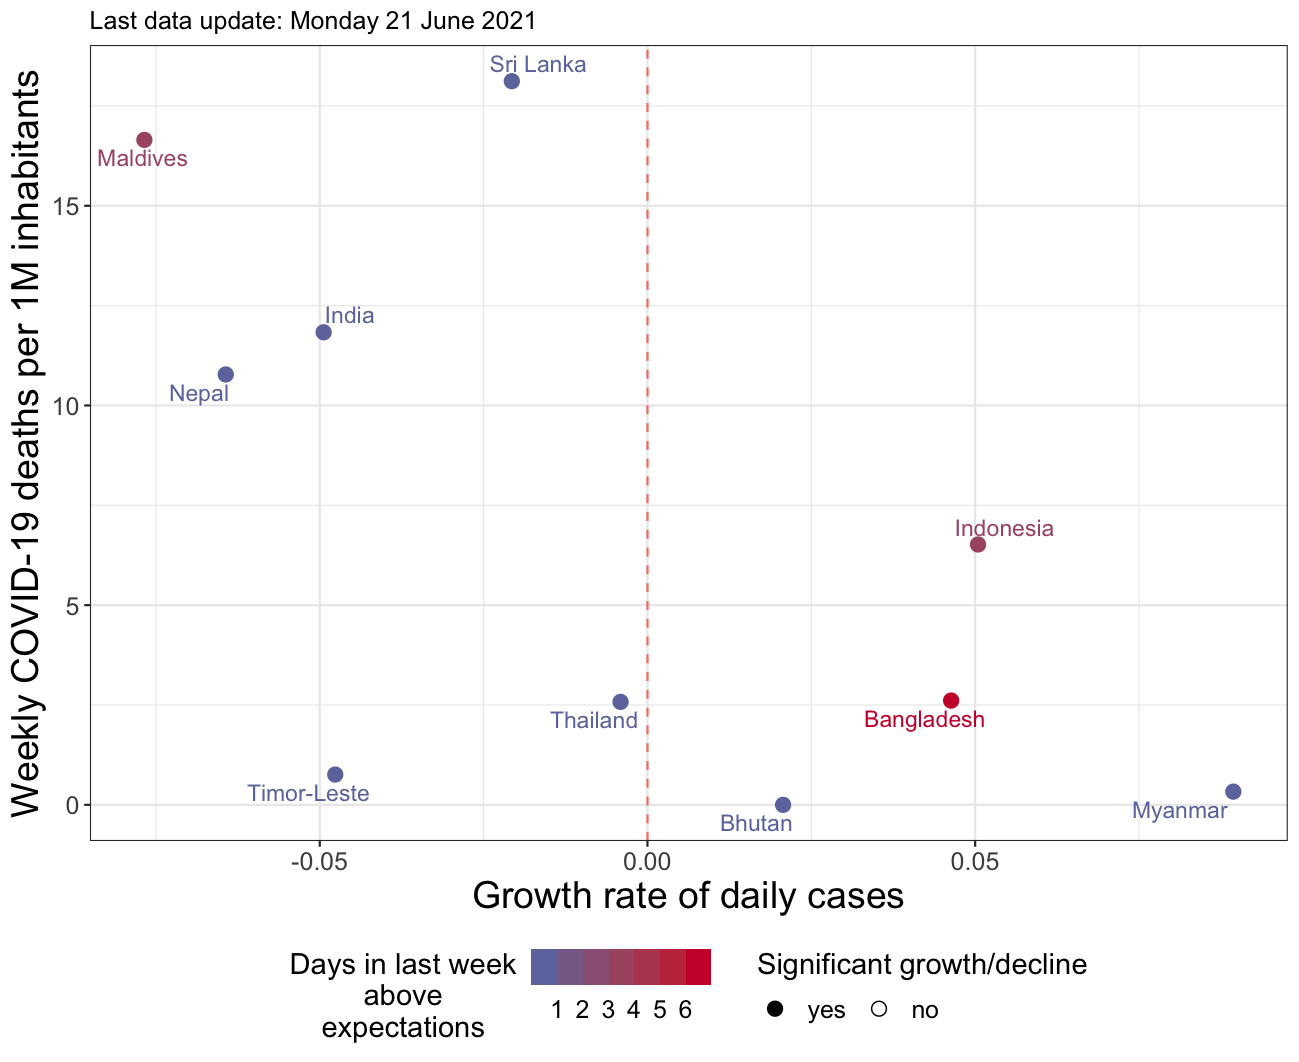 Last data update: Monday 21 June 2021
Sri Lanka
Maldives
15
India
Nepal
10
Indonesia
5
Thailand
Bangladesh
Timor-Leste
0
Bhutan
Myanmar
Weekly COVID-19 deaths per 1M inhabitants
-0.05 0.00 0.05
Growth rate of daily cases
Days in last week
above
expectations
1 2 3 4 5 6
Significant growth/decline
yes no